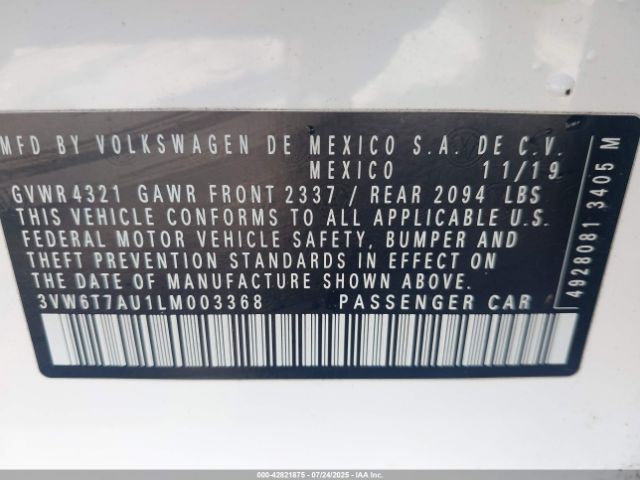 MFD BY VOLKSWAGEN DE MEXICO S.A. DE C.V.
MEXICO 11/19
GVWR4321 GAWR FRONT 2337 / REAR 2094 LBS
THIS VEHICLE CONFORMS TO ALL APPLICABLE U.S.
FEDERAL MOTOR VEHICLE SAFETY, BUMPER AND
THEFT PREVENTION STANDARDS IN EFFECT ON
THE DATE OF MANUFACTURE SHOWN ABOVE.
3VW6T7AU1LM003368 PASSENGER CAR
4928081 3405 M
000-42821875 - 07/24/2025 - IAA Inc.